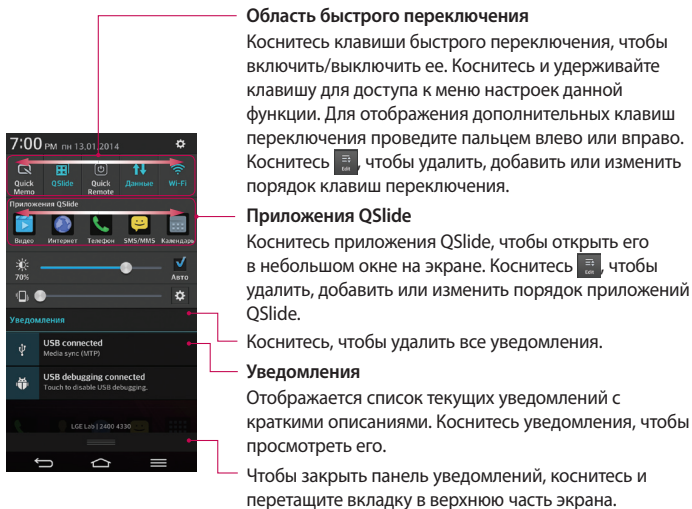 Область быстрого переключения
Коснитесь клавиши быстрого переключения, чтобы
включить/выключить ее. Коснитесь и удерживайте
клавишу для доступа к меню настроек данной
функции. Для отображения дополнительных клавиш
переключения проведите пальцем влево или вправо.
Коснитесь Edit, чтобы удалить, добавить или изменить
порядок клавиш переключения.
Приложения QSlide
Коснитесь приложения QSlide, чтобы открыть его
в небольшом окне на экране. Коснитесь Edit, чтобы
удалить, добавить или изменить порядок приложений
QSlide.
Коснитесь, чтобы удалить все уведомления.
Уведомления
Отображается список текущих уведомлений с
краткими описаниями. Коснитесь уведомления, чтобы
просмотреть его.
Чтобы закрыть панель уведомлений, коснитесь и
перетащите вкладку в верхнюю часть экрана.
7:00 PM пн 13.01.2014
Quick Memo
QSlide
Quick Remote
Данные
Wi-Fi
Приложения QSlide
Видео
Интернет
Телефон
SMS/MMS
Календарь
70%
Авто
Уведомления
USB connected
Media sync (MTP)
USB debugging connected
Touch to disable USB debugging.
LGE Lab | 2400 4330